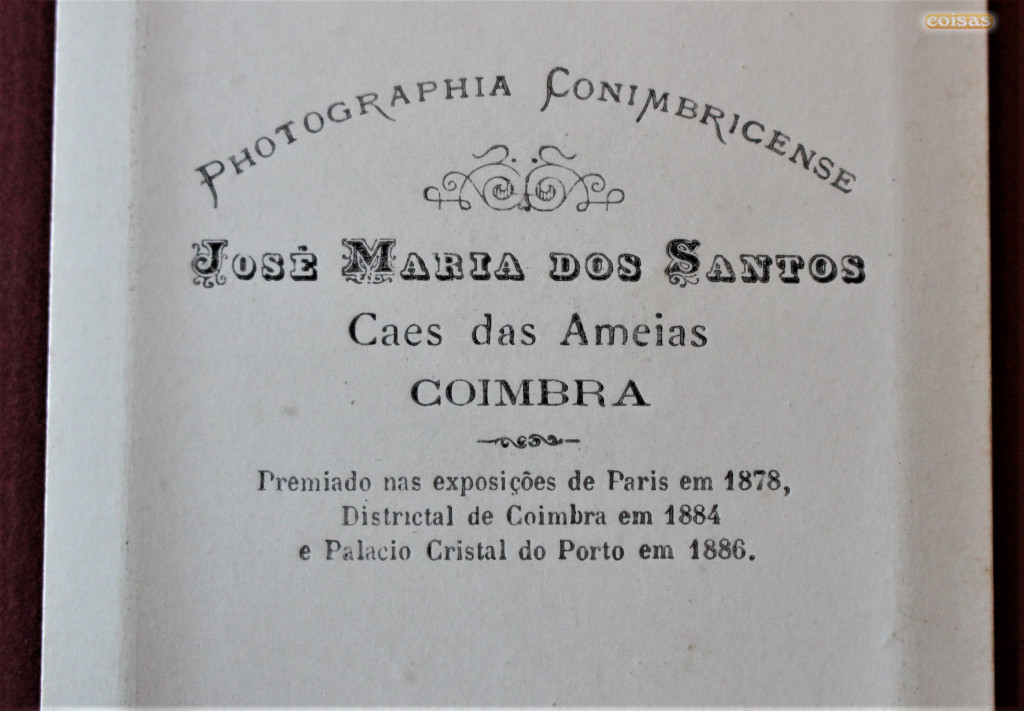 coisas
PHOTOGRAPHIA CONIMBRICENSE
JOSÉ MARIA DOS SANTOS
Caes das Ameias
COIMBRA
Premiado nas exposições de Paris em 1878,
Districtal de Coimbra em 1884
e Palacio Cristal do Porto em 1886.